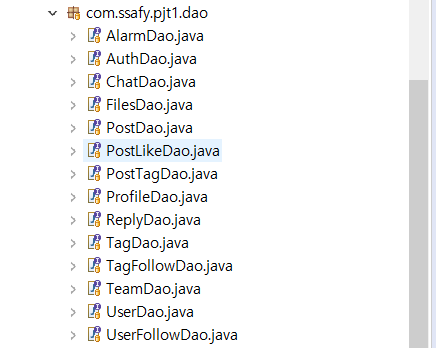 com.ssafy.pjt1.dao
AlarmDao.java
AuthDao.java
ChatDao.java
FilesDao.java
PostDao.java
PostLikeDao.java
PostTagDao.java
ProfileDao.java
ReplyDao.java
TagDao.java
TagFollowDao.java
TeamDao.java
UserDao.java
UserFollowDao.java